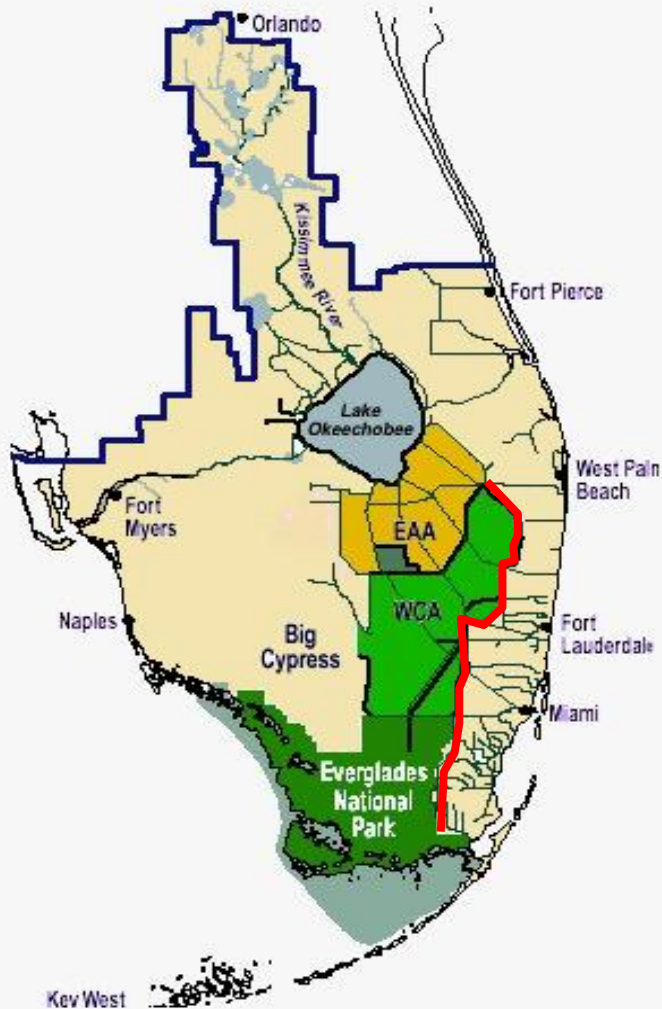 Orlando
Kissimmee River
Fort Pierce
Lake
Okeechobee
West Paln
Beach
Fort
Myers
EAA
WCA
Naples
Big
Cypress
Fort
Lauderdale
Miami
Everglades
National
Park
Key West